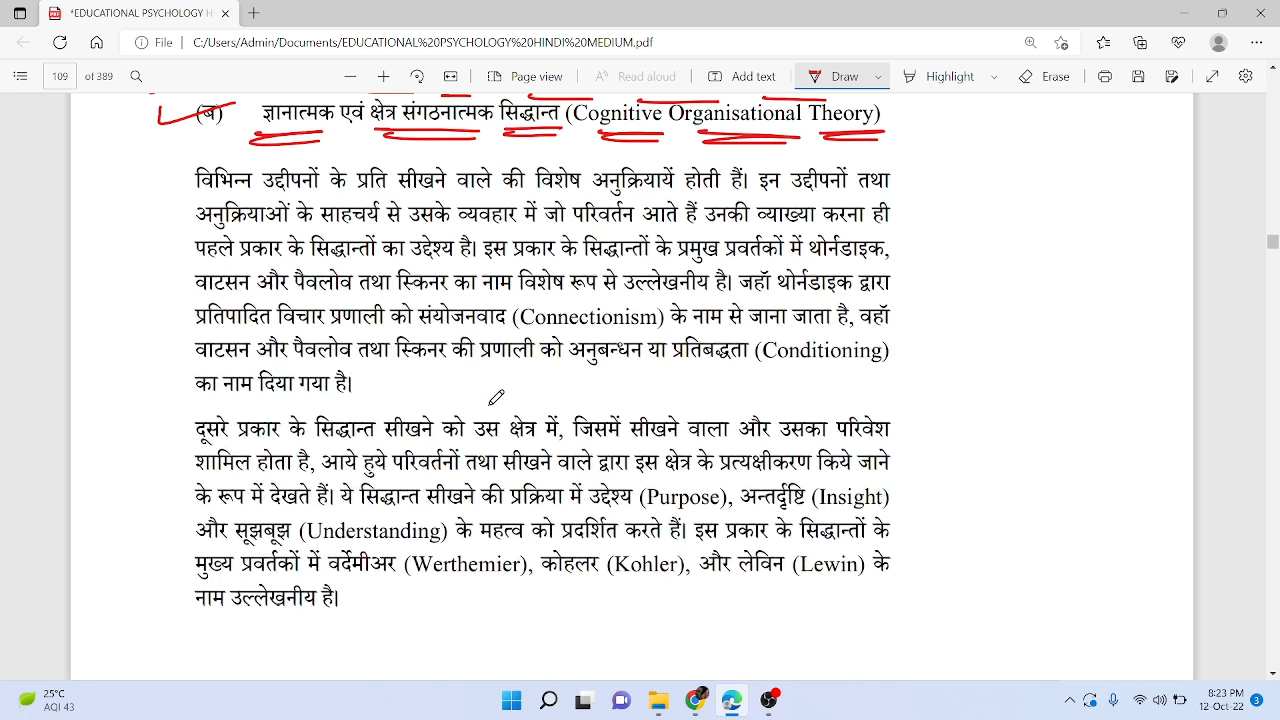 *EDUCATIONAL PSYCHOLOGY H
File
C:/Users/Admin/Documents/EDUCATIONAL%20PSYCHOLOGY%20HINDI%20MEDIUM.pdf
109 of 389
Page view
Read aloud
Add text
Draw
Highlight
Erase
(ब) ज्ञानात्मक एवं क्षेत्र संगठनात्मक सिद्धान्त (Cognitive Organisational Theory)
विभिन्न उद्दीपनों के प्रति सीखने वाले की विशेष अनुक्रियायें होती हैं। इन उद्दीपनों तथा
अनुक्रियाओं के साहचर्य से उसके व्यवहार में जो परिवर्तन आते हैं उनकी व्याख्या करना ही
पहले प्रकार के सिद्धान्तों का उद्देश्य है। इस प्रकार के सिद्धान्तों के प्रमुख प्रवर्तकों में थोर्नडाइक,
वाटसन और पैवलोव तथा स्किनर का नाम विशेष रूप से उल्लेखनीय है। जहॉ थोर्नडाइक द्वारा
प्रतिपादित विचार प्रणाली को संयोजनवाद (Connectionism) के नाम से जाना जाता है, वहॉ
वाटसन और पैवलोव तथा स्किनर की प्रणाली को अनुबन्धन या प्रतिबद्धता (Conditioning)
का नाम दिया गया है।
दूसरे प्रकार के सिद्धान्त सीखने को उस क्षेत्र में, जिसमें सीखने वाला और उसका परिवेश
शामिल होता है, आये हुये परिवर्तनों तथा सीखने वाले द्वारा इस क्षेत्र के प्रत्यक्षीकरण किये जाने
के रूप में देखते हैं। ये सिद्धान्त सीखने की प्रक्रिया में उद्देश्य (Purpose), अन्तर्दृष्टि (Insight)
और सूझबूझ (Understanding) के महत्व को प्रदर्शित करते हैं। इस प्रकार के सिद्धान्तों के
मुख्य प्रवर्तकों में वर्देमीअर (Werthemier), कोहलर (Kohler), और लेविन (Lewin) के
नाम उल्लेखनीय है।
25°C
AQI 43
8:23 PM
12-Oct-22
3